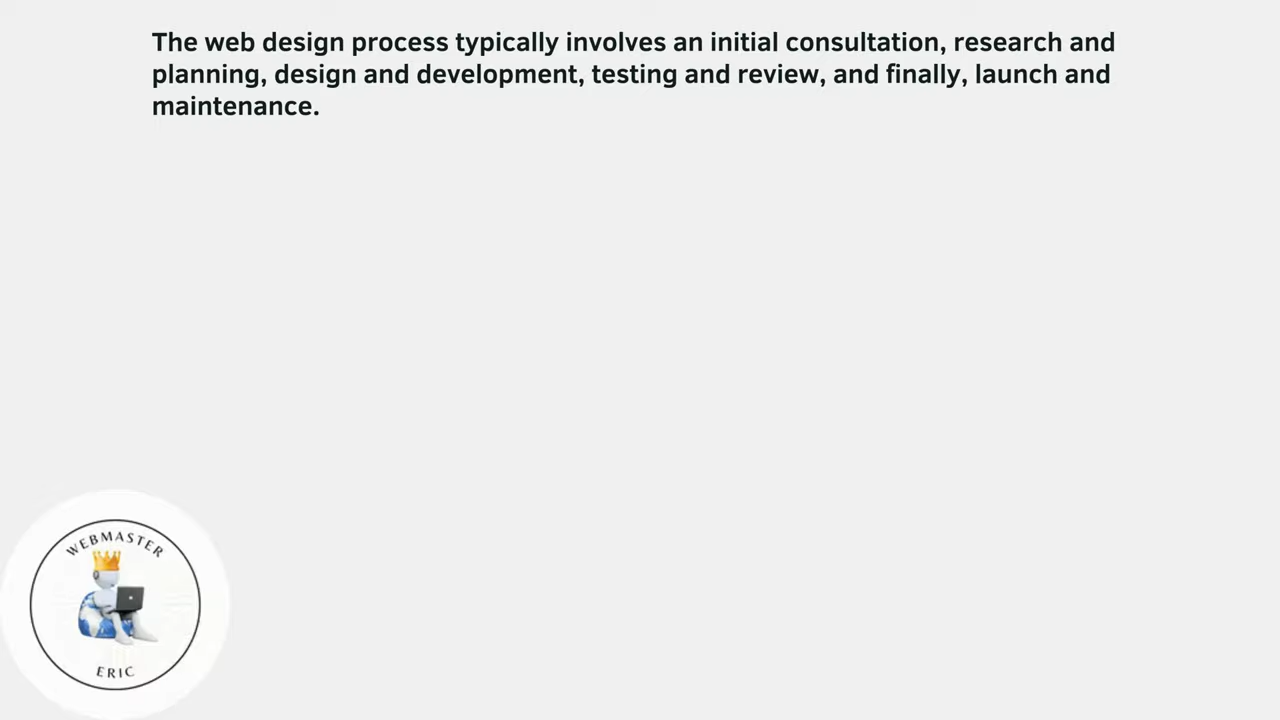 The web design process typically involves an initial consultation, research and
planning, design and development, testing and review, and finally, launch and
maintenance.
WEBMASTER
ERIC